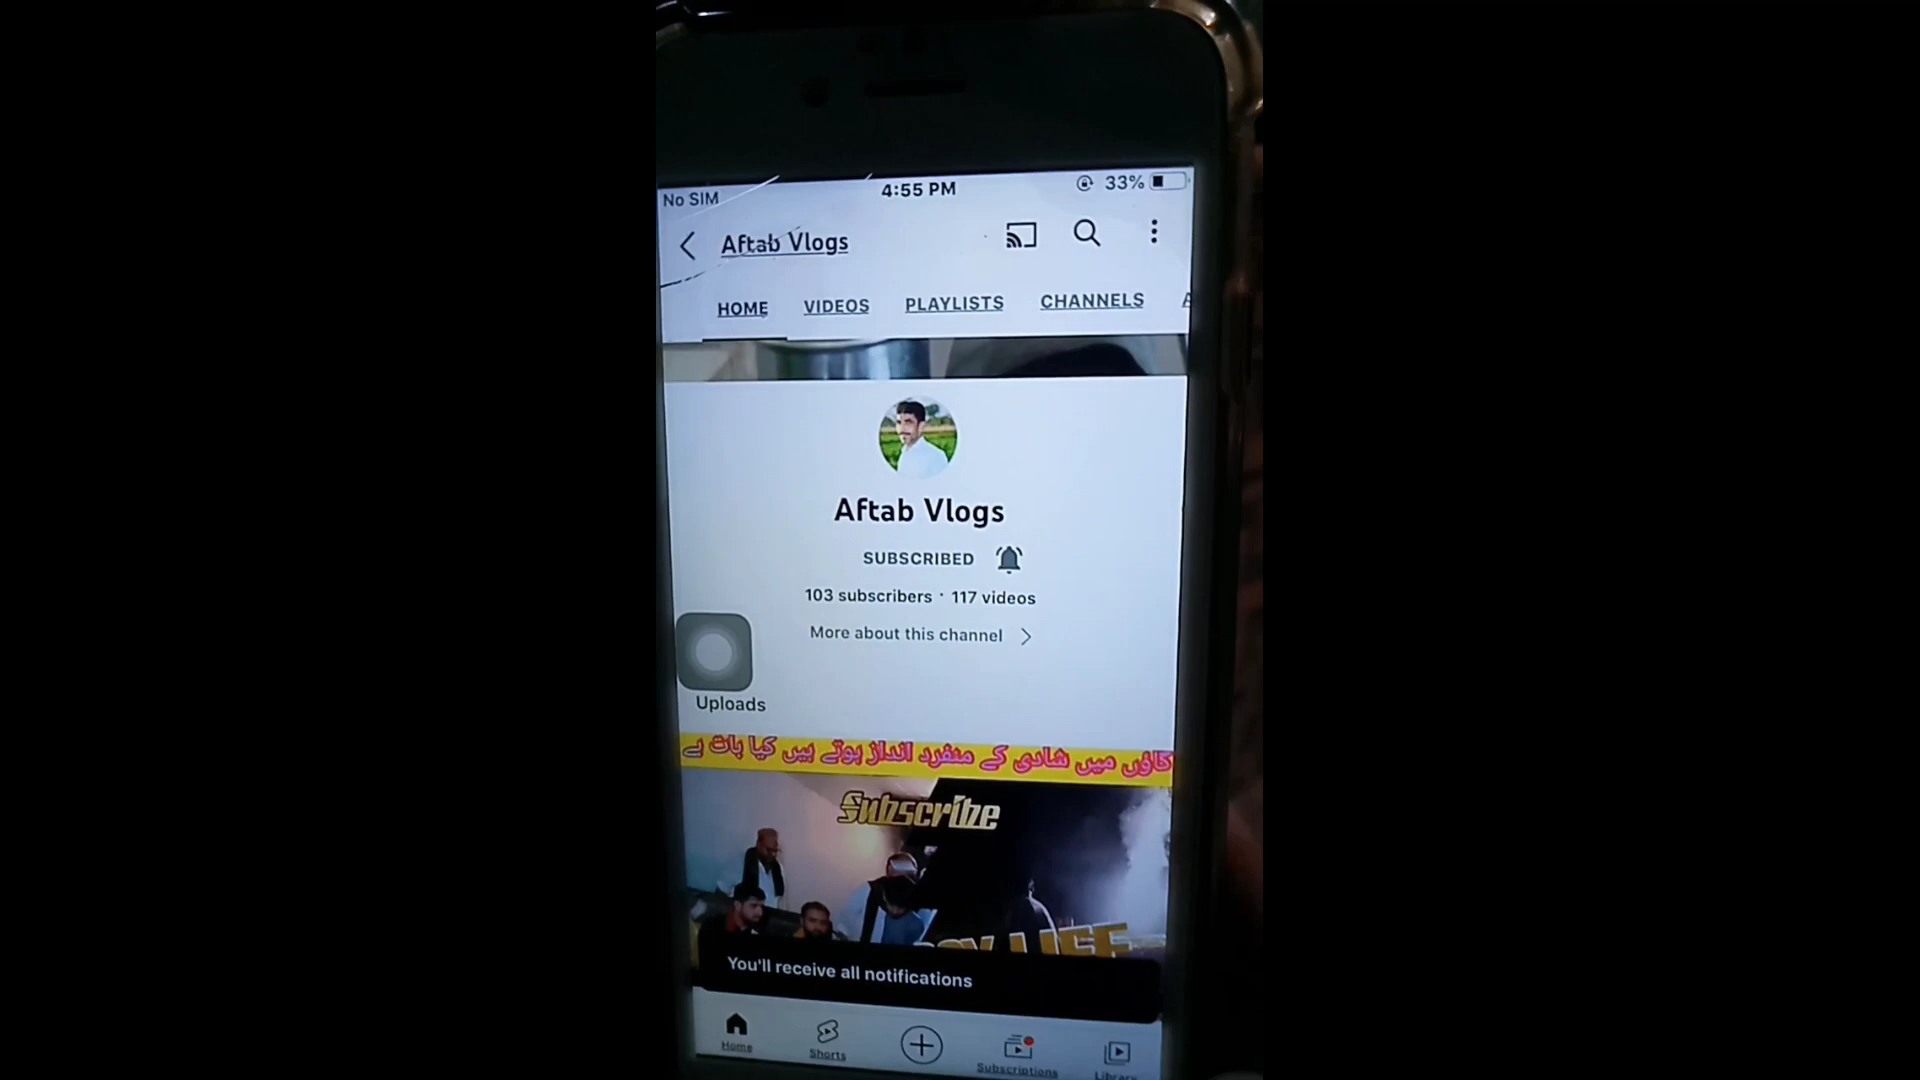 No SIM
4:55 PM
33%
Aftab Vlogs
HOME VIDEOS PLAYLISTS CHANNELS
Aftab Vlogs
SUBSCRIBED
103 subscribers · 117 videos
More about this channel
Uploads
گاؤں میں شادی کے منفرد انداز ہوتے ہیں کیا بات ہے
Subscribe
LIFE
You'll receive all notifications
Home
Shorts
Subscriptions
Library